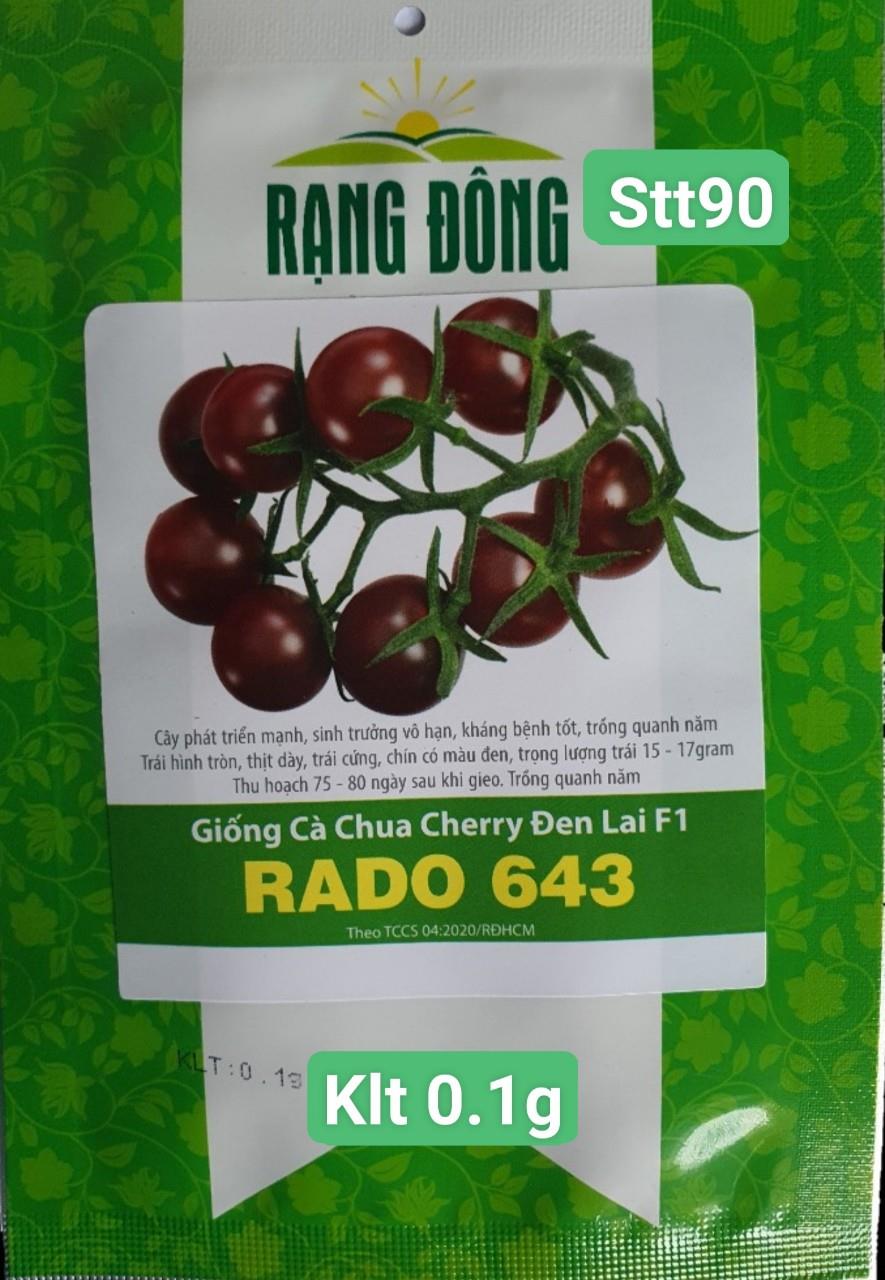 RẠNG ĐÔNG
Stt90
Cây phát triển mạnh, sinh trưởng vô hạn, kháng bệnh tốt, trồng quanh năm
Trái hình tròn, thịt dày, trái cứng, chín có màu đen, trọng lượng trái 15 - 17gram
Thu hoạch 75 - 80 ngày sau khi gieo. Trồng quanh năm
Giống Cà Chua Cherry Đen Lai F1
RADO 643
Theo TCCS 04:2020/RĐHCM
KLT:0.1g
Klt 0.1g